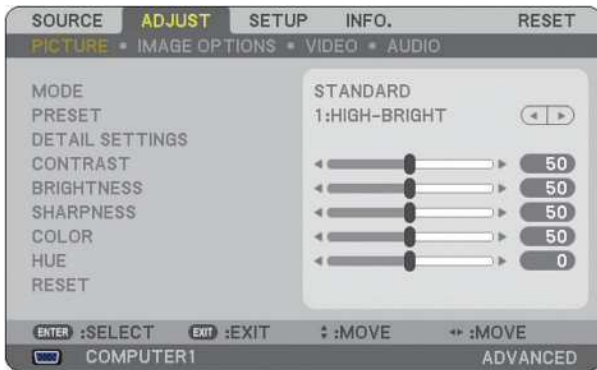 SOURCE ADJUST SETUP INFO. RESET
PICTURE • IMAGE OPTIONS • VIDEO • AUDIO
MODE STANDARD
PRESET 1:HIGH-BRIGHT
DETAIL SETTINGS
CONTRAST 50
BRIGHTNESS 50
SHARPNESS 50
COLOR 50
HUE 0
RESET
ENTER :SELECT EXIT :EXIT :MOVE :MOVE
COMPUTER1 ADVANCED